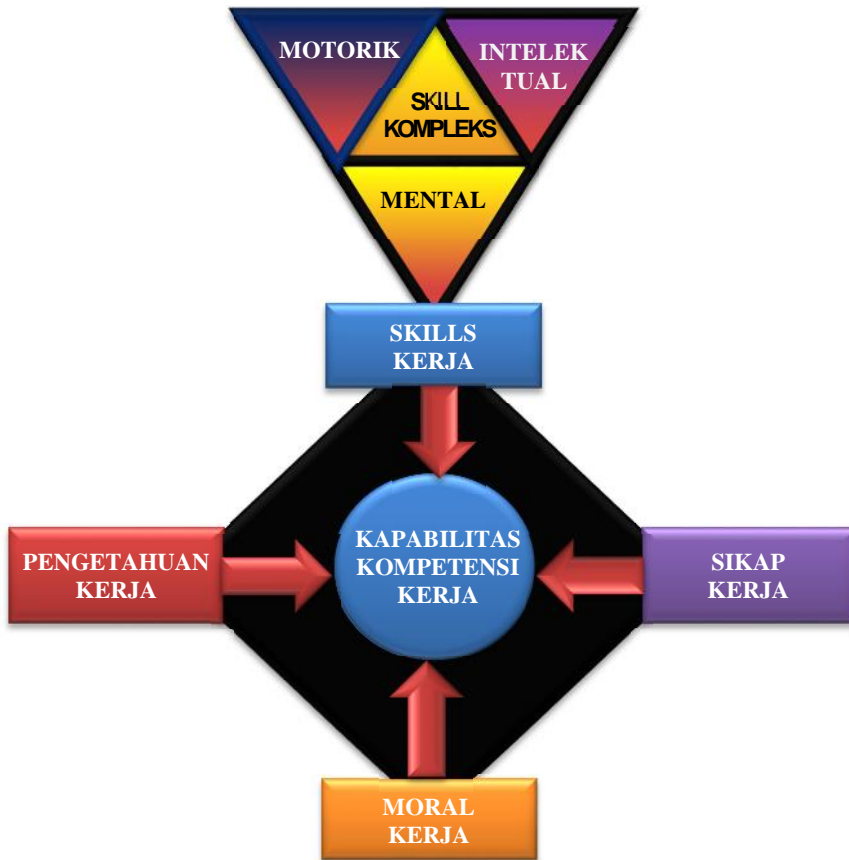 MOTORIK
INTELEK
TUAL
SKILL
KOMPLEKS
MENTAL
SKILLS
KERJA
KAPABILITAS
KOMPETENSI
KERJA
PENGETAHUAN
KERJA
SIKAP
KERJA
MORAL
KERJA